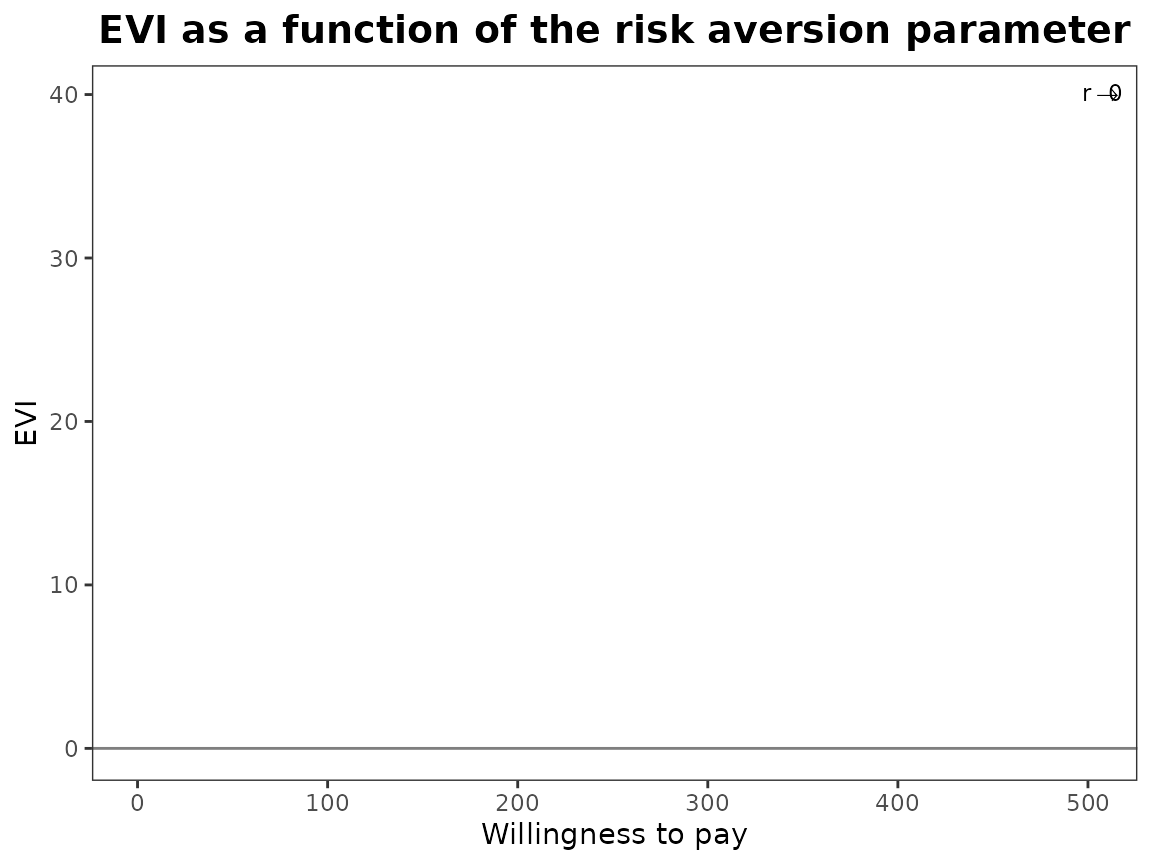 EVI as a function of the risk aversion parameter
r → 0
40
30
20
10
0
EVI
0 100 200 300 400 500
Willingness to pay